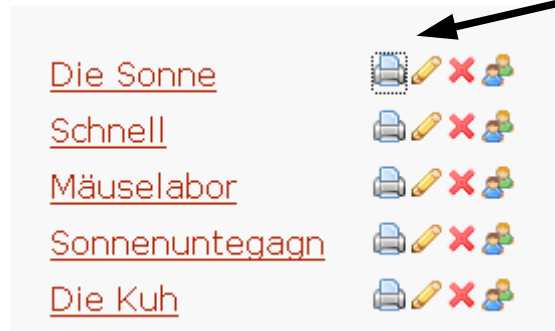 Die Sonne
Schnell
Mäuselabor
Sonnenuntegagn
Die Kuh